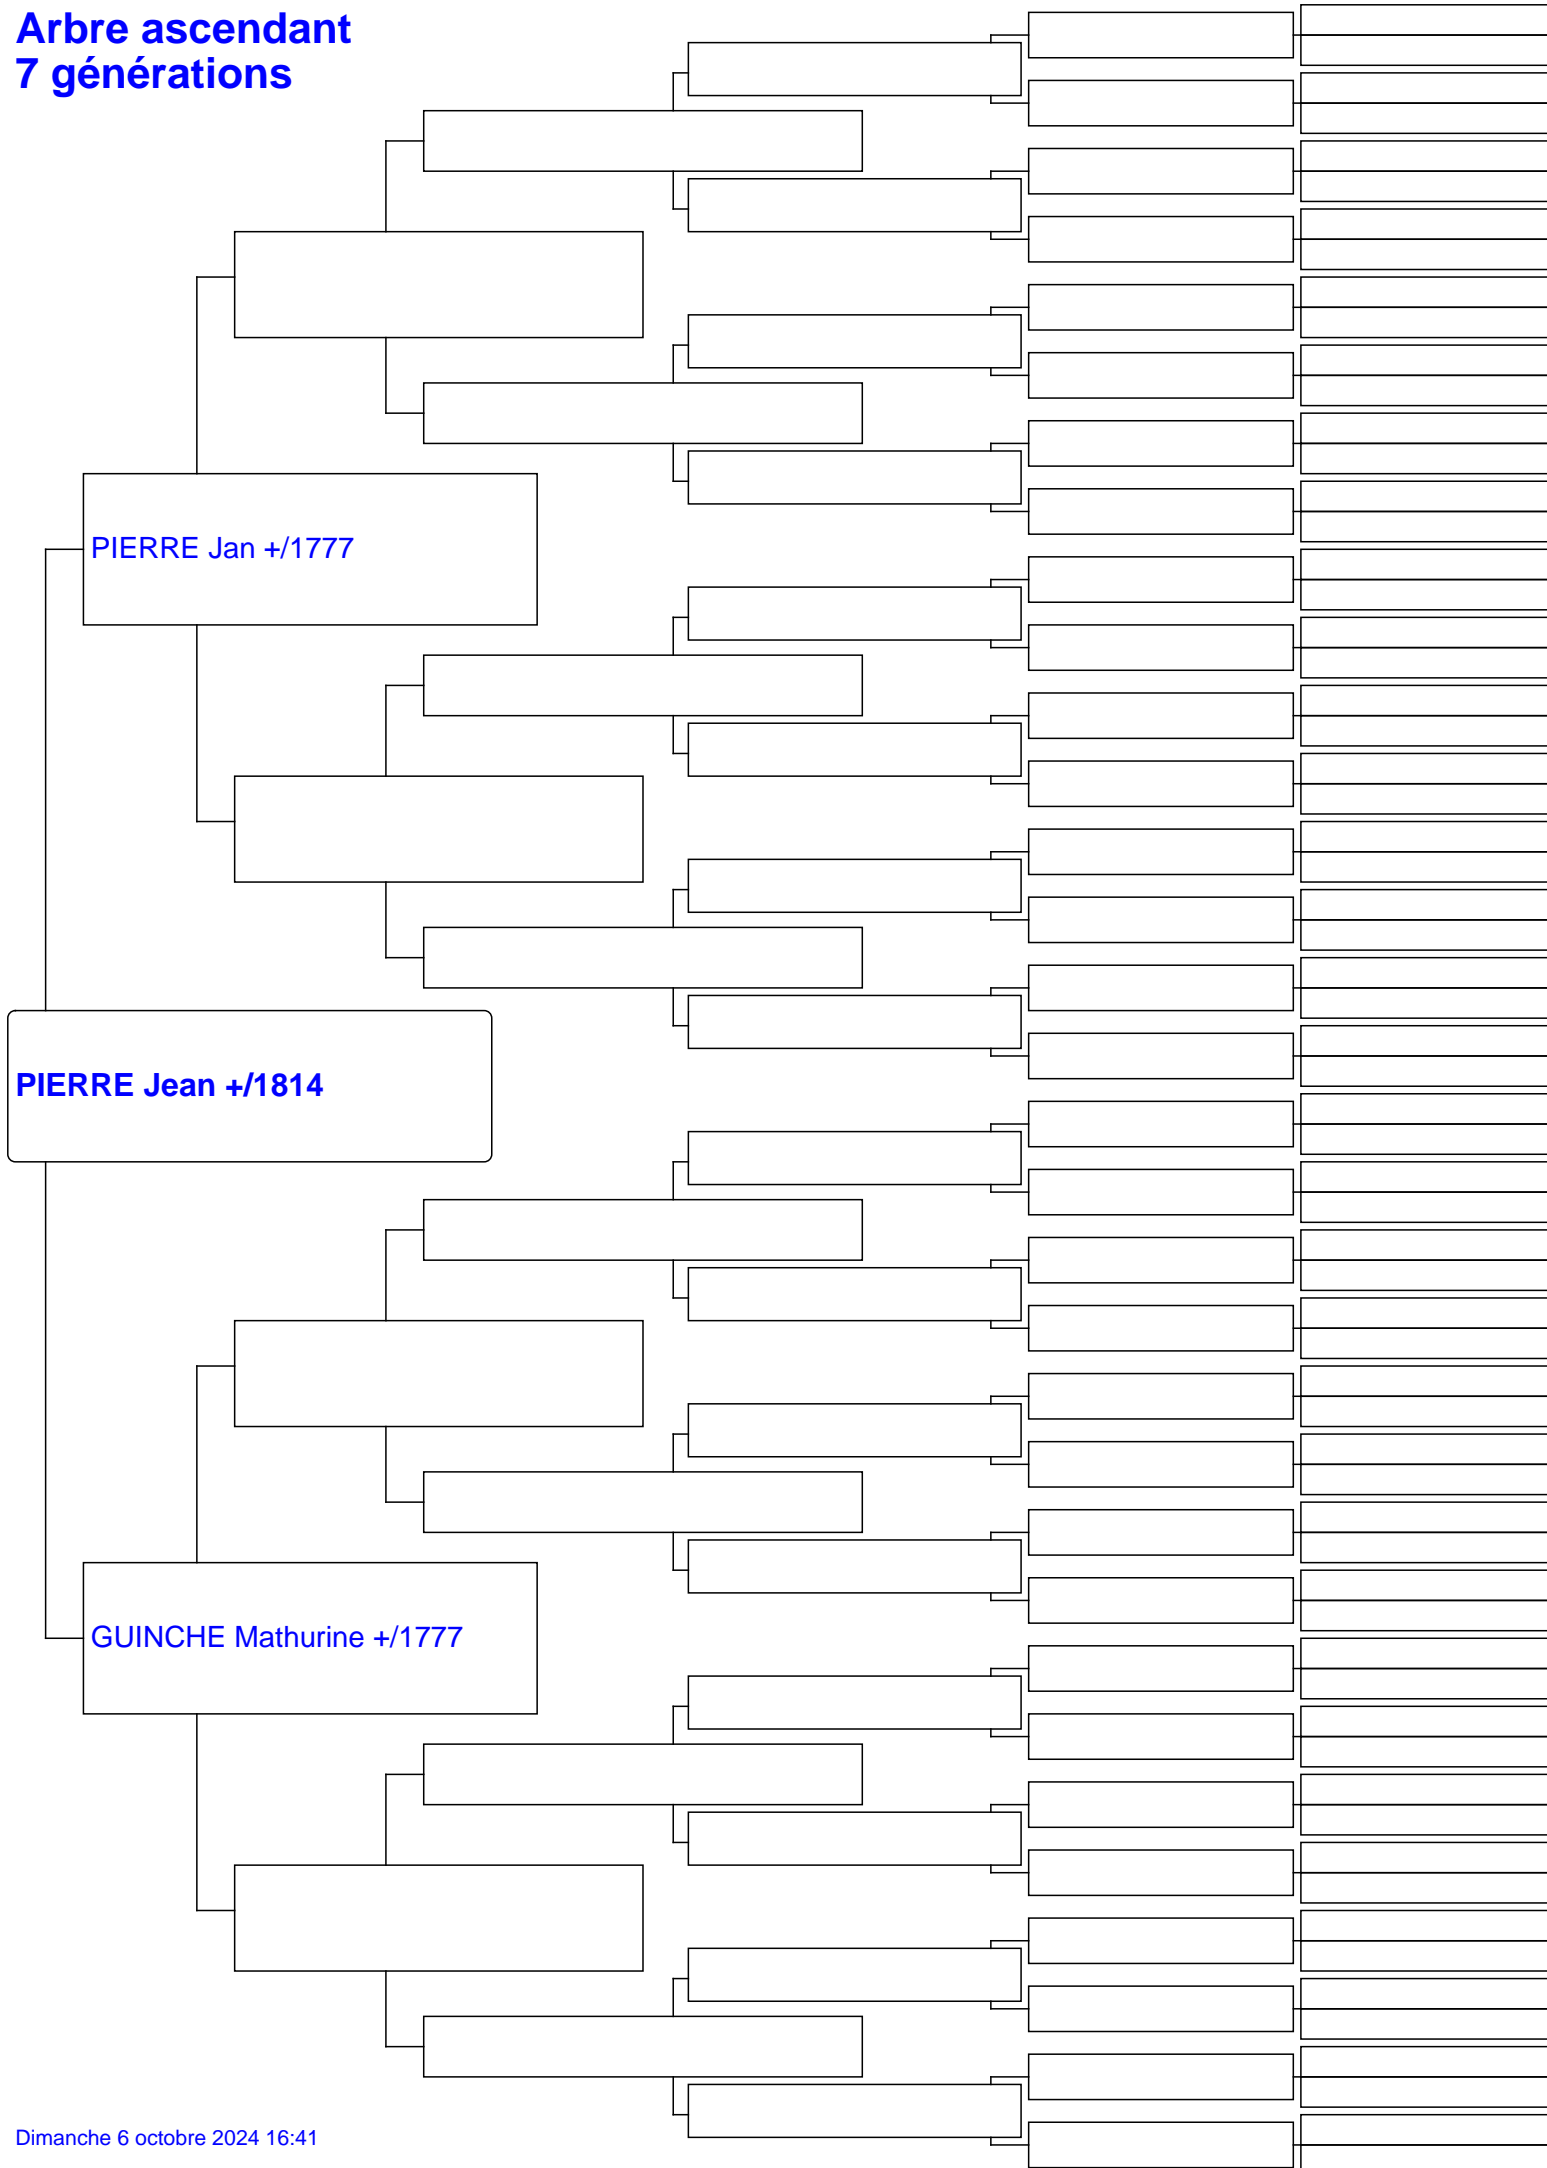 Arbre ascendant
7 générations
PIERRE Jan +/1777
PIERRE Jean +/1814
GUINCHE Mathurine +/1777
Dimanche 6 octobre 2024 16:41